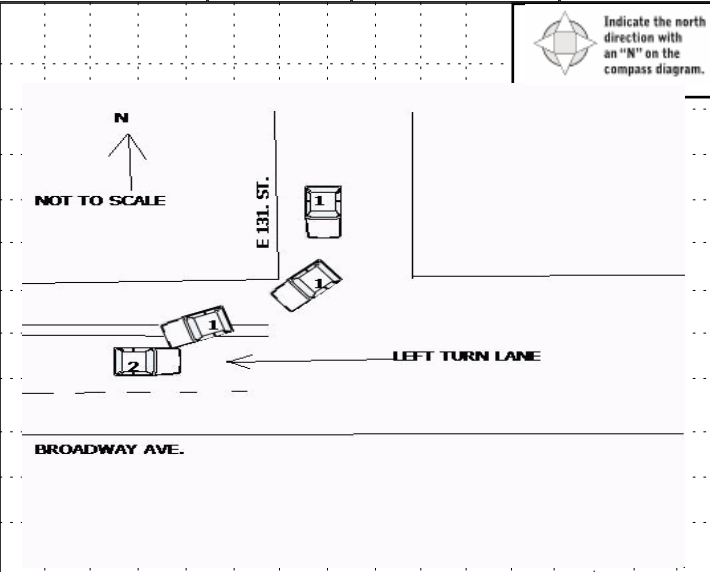 Indicate the north
direction with
an “N” on the
compass diagram.
N
NOT TO SCALE
E 131. ST.
1
1
1
2
LEFT TURN LANE
BROADWAY AVE.